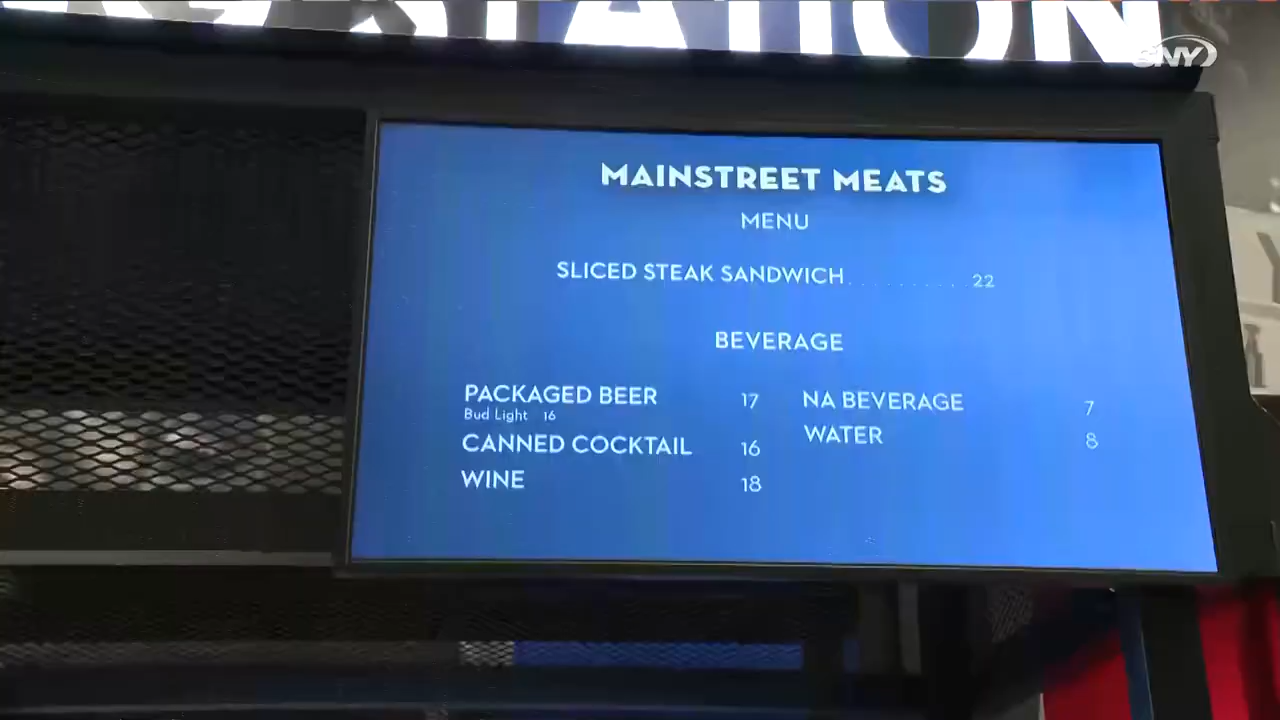 STATION
SNY
MAINSTREET MEATS
MENU
SLICED STEAK SANDWICH . . . . . . . . . . 22
BEVERAGE
PACKAGED BEER 17
Bud Light 16
CANNED COCKTAIL 16
WINE 18
NA BEVERAGE 7
WATER 8